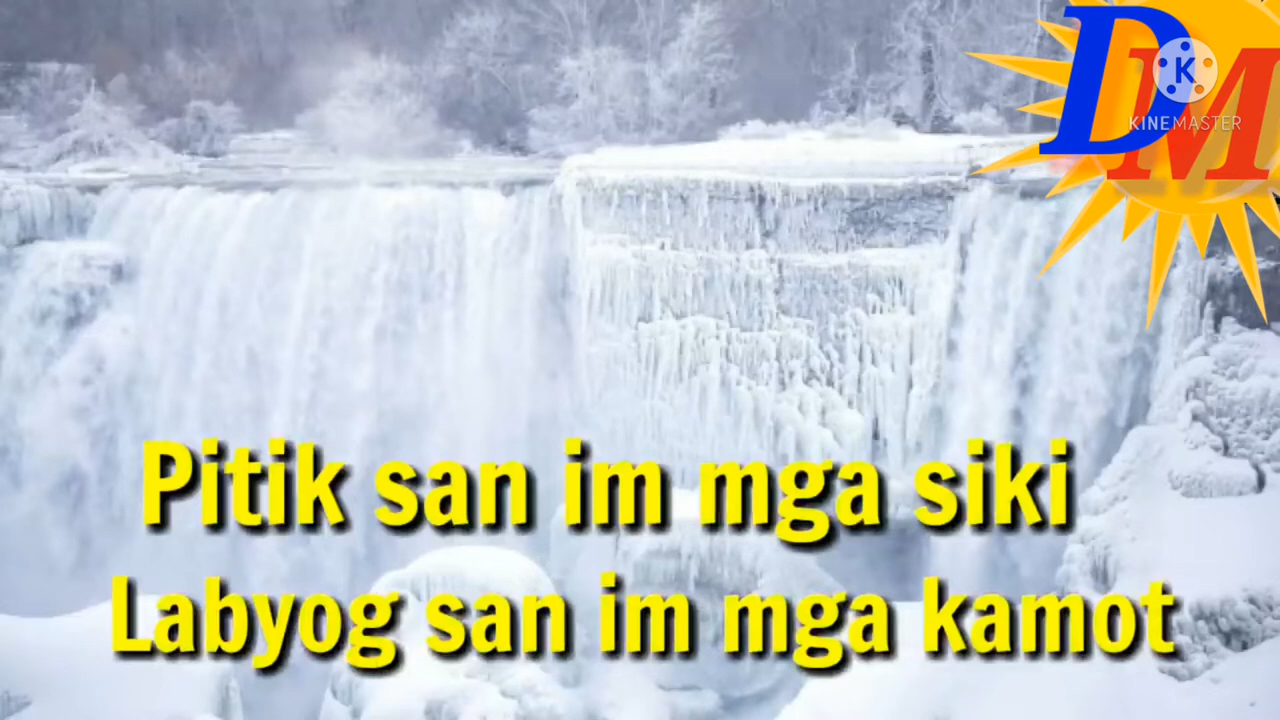 DM
K
KINEMASTER
Pitik san im mga siki
Labyog san im mga kamot